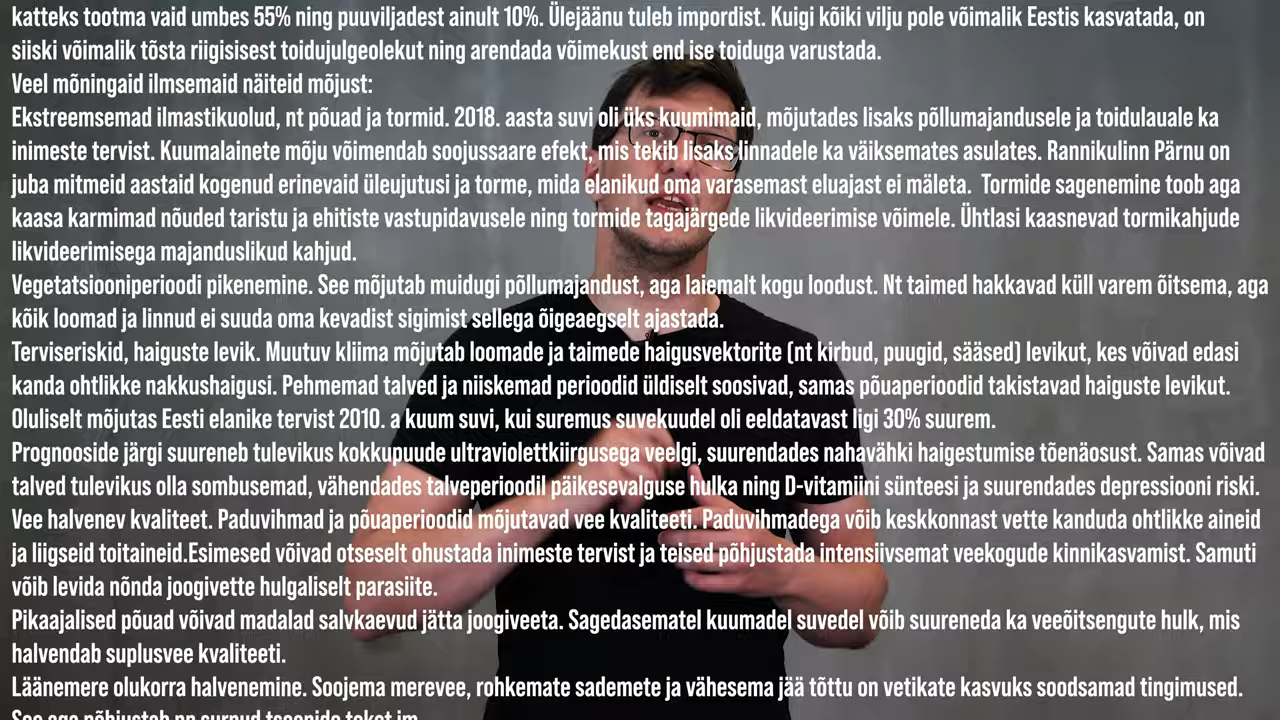 katteks tootma vaid umbes 55% ning puuviljadest ainult 10%. Ülejäänu tuleb impordist. Kuigi kõiki vilju pole võimalik Eestis kasvatada, on
siiski võimalik tõsta riigisisest toidujulgeolekut ning arendada võimekust end ise toiduga varustada.
Veel mõningaid ilmsemaid näiteid mõjust:
Ekstreemsemad ilmastikuolud, nt põuad ja tormid. 2018. aasta suvi oli üks kuumimaid, mõjutades lisaks põllumajandusele ja toidulauale ka
inimeste tervist. Kuumalainete mõju võimendab soojussaare efekt, mis tekib lisaks linnadele ka väiksemates asulates. Rannikulinn Pärnu on
juba mitmeid aastaid kogenud erinevaid üleujutusi ja torme, mida elanikud oma varasemast eluajast ei mäleta. Tormide sagenemine toob aga
kaasa karmimad nõuded taristu ja ehitiste vastupidavusele ning tormide tagajärgede likvideerimise võimele. Ühtlasi kaasnevad tormikahjude
likvideerimisega majanduslikud kahjud.
Vegetatsiooniperioodi pikenemine. See mõjutab muidugi põllumajandust, aga laiemalt kogu loodust. Nt taimed hakkavad küll varem õitsema, aga
kõik loomad ja linnud ei suuda oma kevadist sigimist sellega õigeaegselt ajastada.
Terviseriskid, haiguste levik. Muutuv kliima mõjutab loomade ja taimede haigusvektorite (nt kirbud, puugid, sääsed) levikut, kes võivad edasi
kanda ohtlikke nakkushaigusi. Pehmemad talved ja niiskemad perioodid üldiselt soosivad, samas põuaperioodid takistavad haiguste levikut.
Oluliselt mõjutas Eesti elanike tervist 2010. a kuum suvi, kui suremus suvekuudel oli eeldatavast ligi 30% suurem.
Prognooside järgi suureneb tulevikus kokkupuude ultraviolettkiirgusega veelgi, suurendades nahavähki haigestumise tõenäosust. Samas võivad
talved tulevikus olla sombusemad, vähendades talveperioodil päikesevalguse hulka ning D-vitamiini sünteesi ja suurendades depressiooni riski.
Vee halvenev kvaliteet. Paduvihmad ja põuaperioodid mõjutavad vee kvaliteeti. Paduvihmadega võib keskkonnast vette kanduda ohtlikke aineid
ja liigseid toitaineid.Esimesed võivad otseselt ohustada inimeste tervist ja teised põhjustada intensiivsemat veekogude kinnikasvamist. Samuti
võib levida nõnda joogivette hulgaliselt parasiite.
Pikaajalised põuad võivad madalad salvkaevud jätta joogiveeta. Sagedasematel kuumadel suvedel võib suureneda ka veeõitsengute hulk, mis
halvendab suplusvee kvaliteeti.
Läänemere olukorra halvenemine. Soojema merevee, rohkemate sademete ja vähesema jää tõttu on vetikate kasvuks soodsamad tingimused.
See aga põhjustab nn surnud tsoonide teket